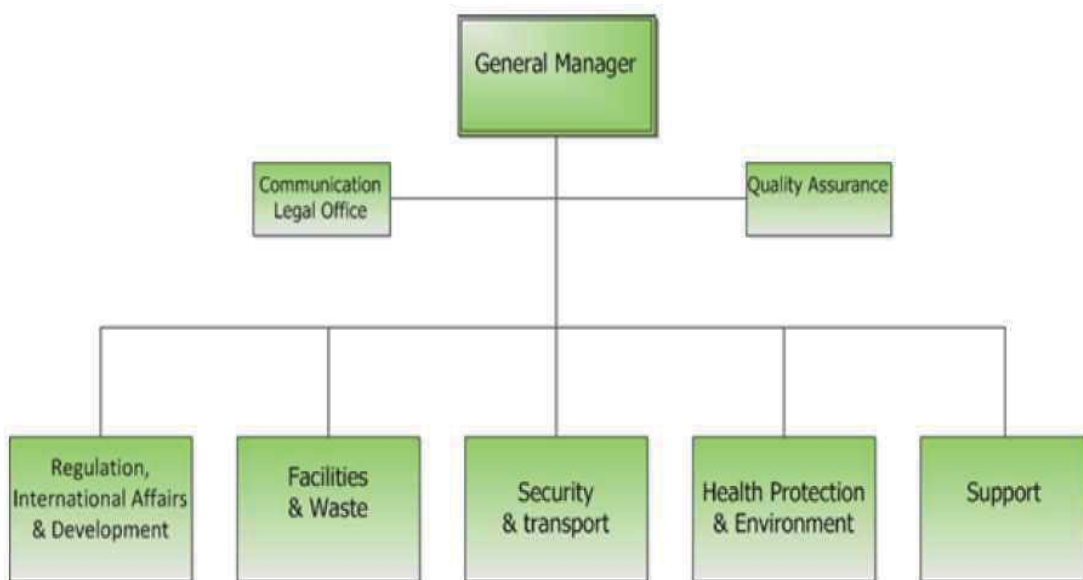 General Manager
Communication
Legal Office
Quality Assurance
Regulation,
International Affairs
& Development
Facilities
& Waste
Security
& transport
Health Protection
& Environment
Support